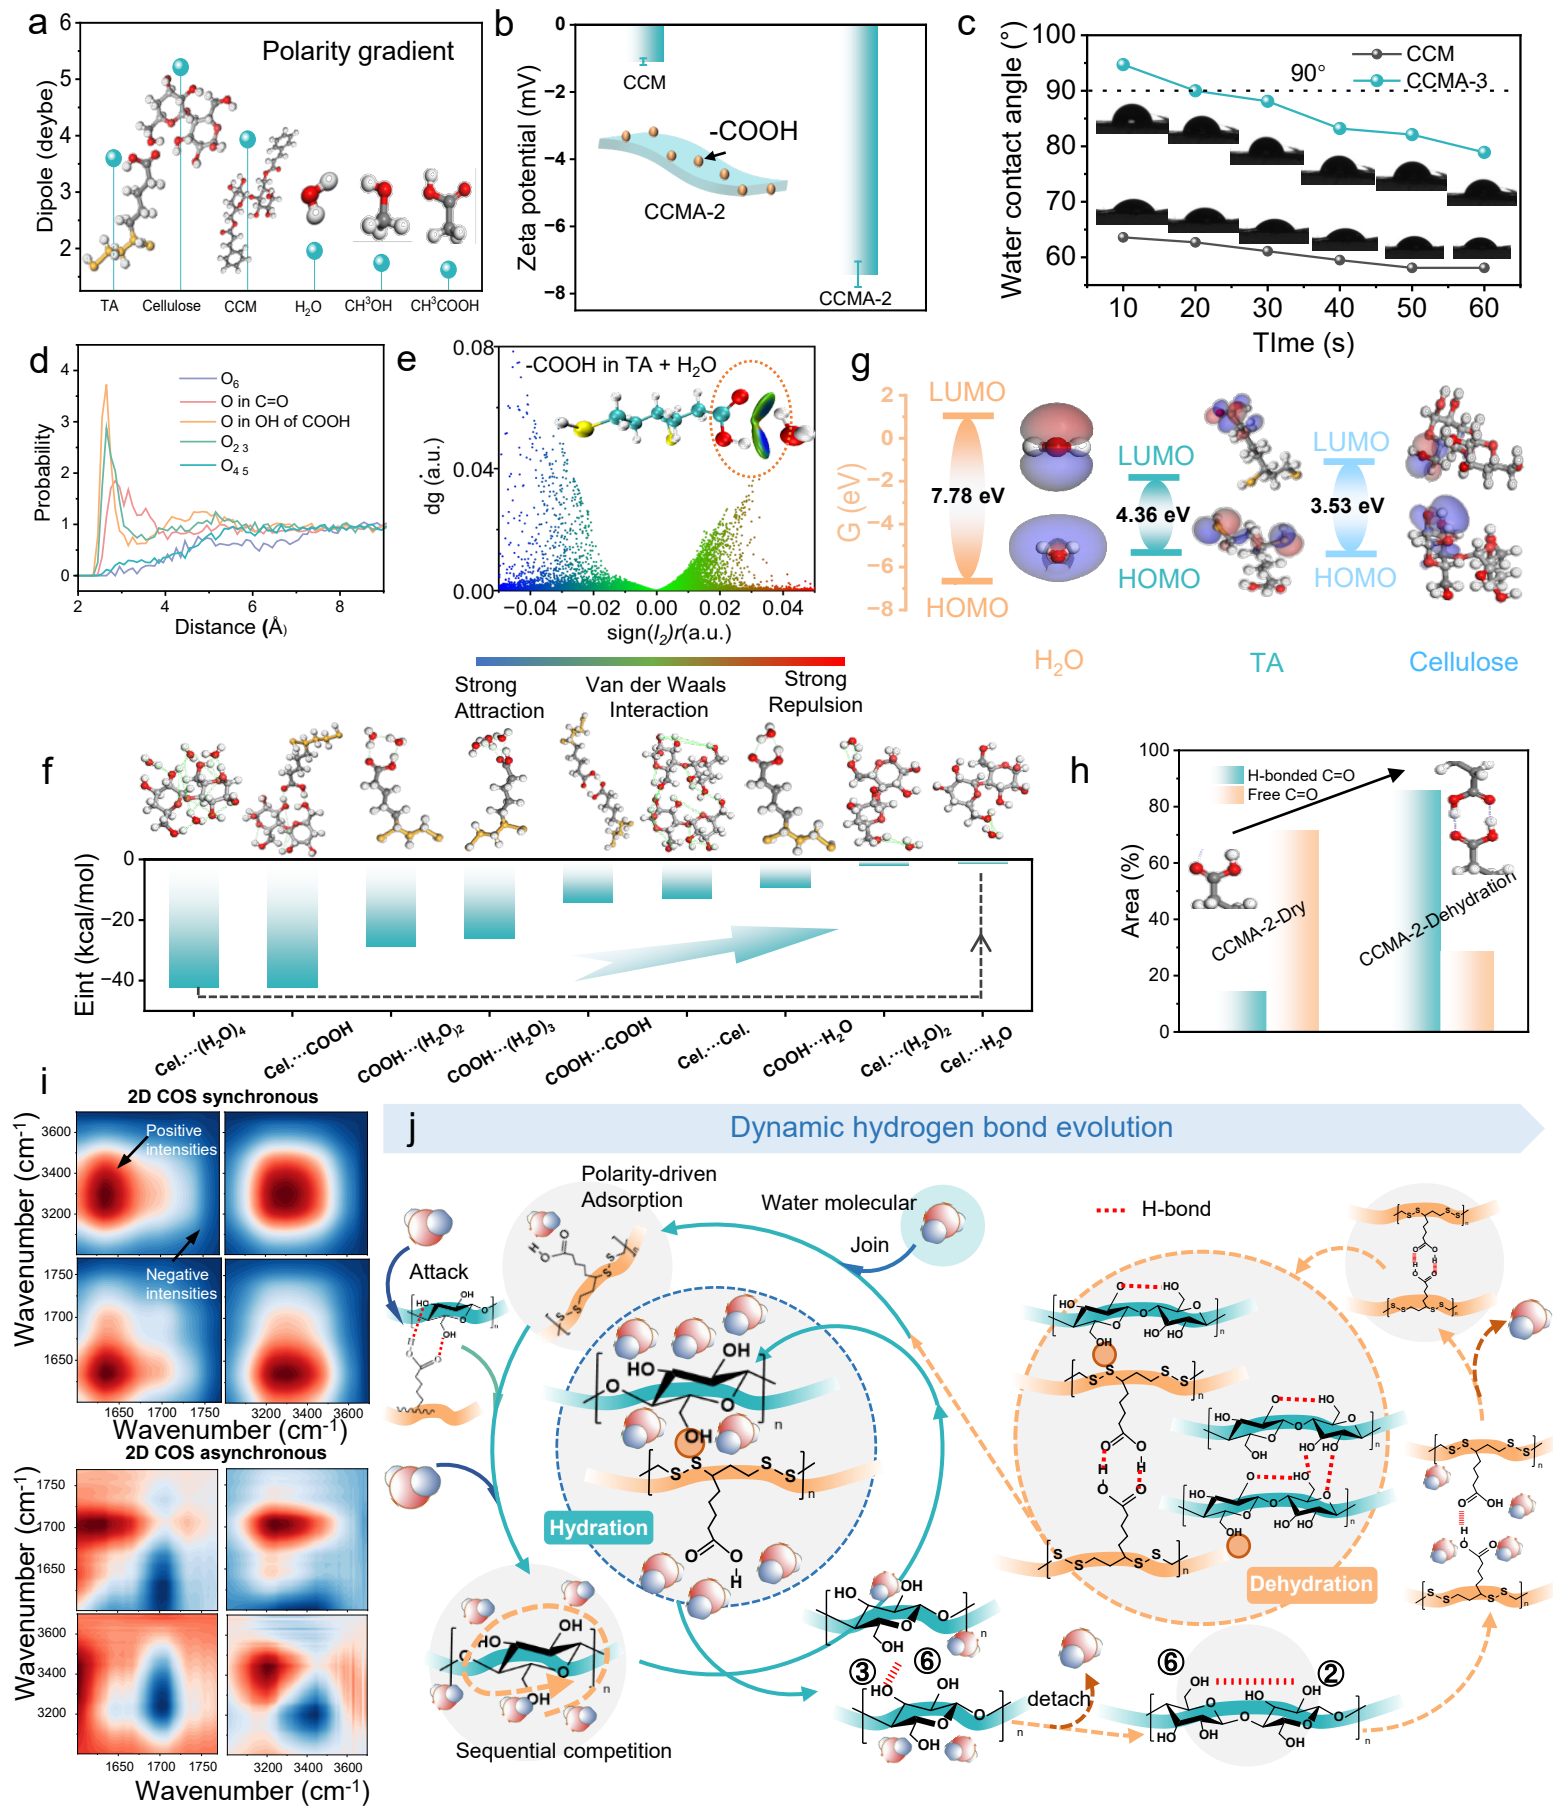 a
6
5
4
3
2
Dipole (deybe)
Polarity gradient
TA
Cellulose
CCM
H2O
CH3OH
CH3COOH
b
0
−2
−4
−6
−8
Zeta potential (mV)
CCM
-COOH
CCMA-2
CCMA-2
c
100
90
80
70
60
Water contact angle (°)
CCM
CCMA-3
90°
10 20 30 40 50 60
TIme (s)
d
4
3
2
1
0
Probability
O6
O in C=O
O in OH of COOH
O2 3
O4 5
2 4 6 8
Distance (Å)
e
0.08
0.04
0.00
dg (a.u.)
-COOH in TA + H2O
−0.04 −0.02 0.00 0.02 0.04
sign(l2)r(a.u.)
Strong
Attraction
Van der Waals
Interaction
Strong
Repulsion
g
2
0
−2
−4
−6
−8
G (eV)
LUMO
7.78 eV
HOMO
LUMO
4.36 eV
HOMO
LUMO
3.53 eV
HOMO
H2O
TA
Cellulose
f
0
−20
−40
Eint (kcal/mol)
Cel.···(H2O)4
Cel.···COOH
COOH···(H2O)2
COOH···(H2O)3
COOH···COOH
Cel.···Cel.
COOH···H2O
Cel.···(H2O)2
Cel.···H2O
h
100
80
60
40
20
0
Area (%)
H-bonded C=O
Free C=O
CCMA-2-Dry
CCMA-2-Dehydration
i
2D COS synchronous
3600
3400
3200
Wavenumber (cm-1)
Positive
intensities
Negative
intensities
1750
1700
1650
Wavenumber (cm-1)
1650 1700 1750
3200 3400 3600
Wavenumber (cm-1)
2D COS asynchronous
1750
1700
1650
Wavenumber (cm-1)
3600
3400
3200
Wavenumber (cm-1)
1650 1700 1750
3200 3400 3600
Wavenumber (cm-1)
j
Dynamic hydrogen bond evolution
Polarity-driven
Adsorption
Water molecular
Join
H-bond
Attack
Hydration
Dehydration
Sequential competition
③
⑥
detach
⑥
②